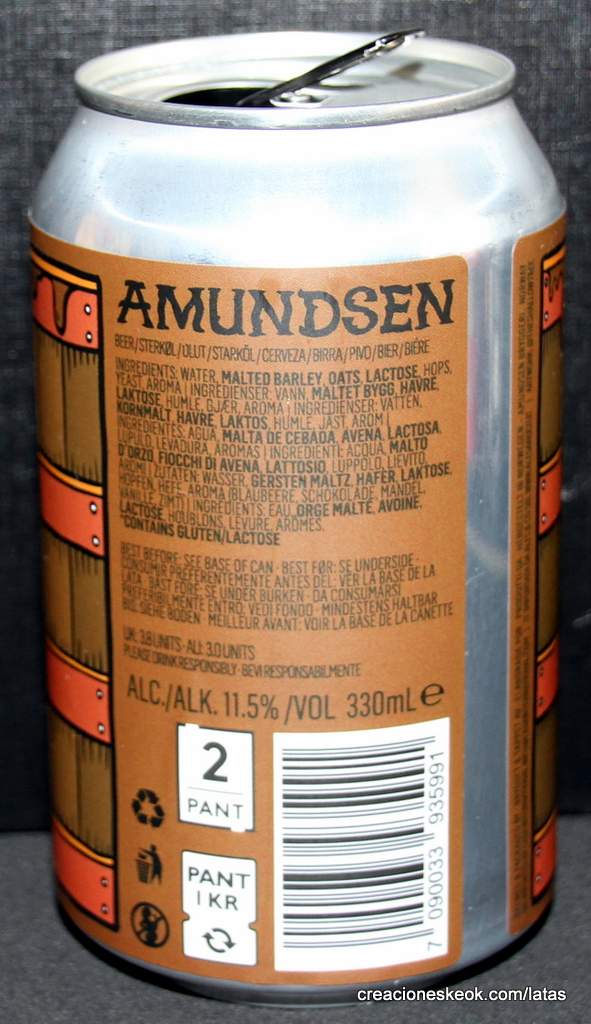 AMUNDSEN
BEER/STERKØL/OLUT/STARKÖL/CERVEZA/BIRRA/PIVO/BIER/BIÉRE
INGREDIENTS: WATER, MALTED BARLEY, OATS, LACTOSE, HOPS,
YEAST, AROMA | INGREDIENSER: VANN, MALTET BYGG, HAVRE,
LAKTOSE, HUMLE, GJÆR, AROMA | INGREDIENSER: VATTEN,
KORNMALT, HAVRE, LAKTOS, HUMLE, JAST, AROM |
INGREDIENTES: AGUA, MALTA DE CEBADA, AVENA, LACTOSA,
LÚPULO, LEVADURA, AROMAS | INGREDIENTI: ACQUA, MALTO
D'ORZO, FIOCCHI DI AVENA, LATTOSIO, LUPPOLO, LIEVITO,
AROMI | ZUTATEN: WASSER, GERSTEN MALTZ, HAFER, LAKTOSE,
HOPFEN, HEFE, AROMA (BLAUBEERE, SCHOKOLADE, MANDEL,
VANILLE, ZIMT) | INGRÉDIENTS: EAU, ORGE MALTÉ, AVOINE,
LACTOSE, HOUBLONS, LEVURE, ARÔMES.
*CONTAINS GLUTEN/LACTOSE
BEST BEFORE: SEE BASE OF CAN · BEST FØR: SE UNDERSIDE ·
CONSUMIR PREFERENTEMENTE ANTES DEL: VER LA BASE DE LA
LATA · BÄST FÖRE: SE UNDER BURKEN · DA CONSUMARSI
PREFERIBILMENTE ENTRO: VEDI FONDO · MINDESTENS HALTBAR
BIS: SIEHE BODEN · MEILLEUR AVANT: VOIR LA BASE DE LA CANETTE
UK: 3.8 UNITS · ALL: 3.0 UNITS
PLEASE DRINK RESPONSIBLY · BEVI RESPONSABILMENTE
ALC./ALK. 11.5% /VOL 330mL e
2
PANT
PANT
1 KR
7 090033 935991
creacioneskeok.com/latas